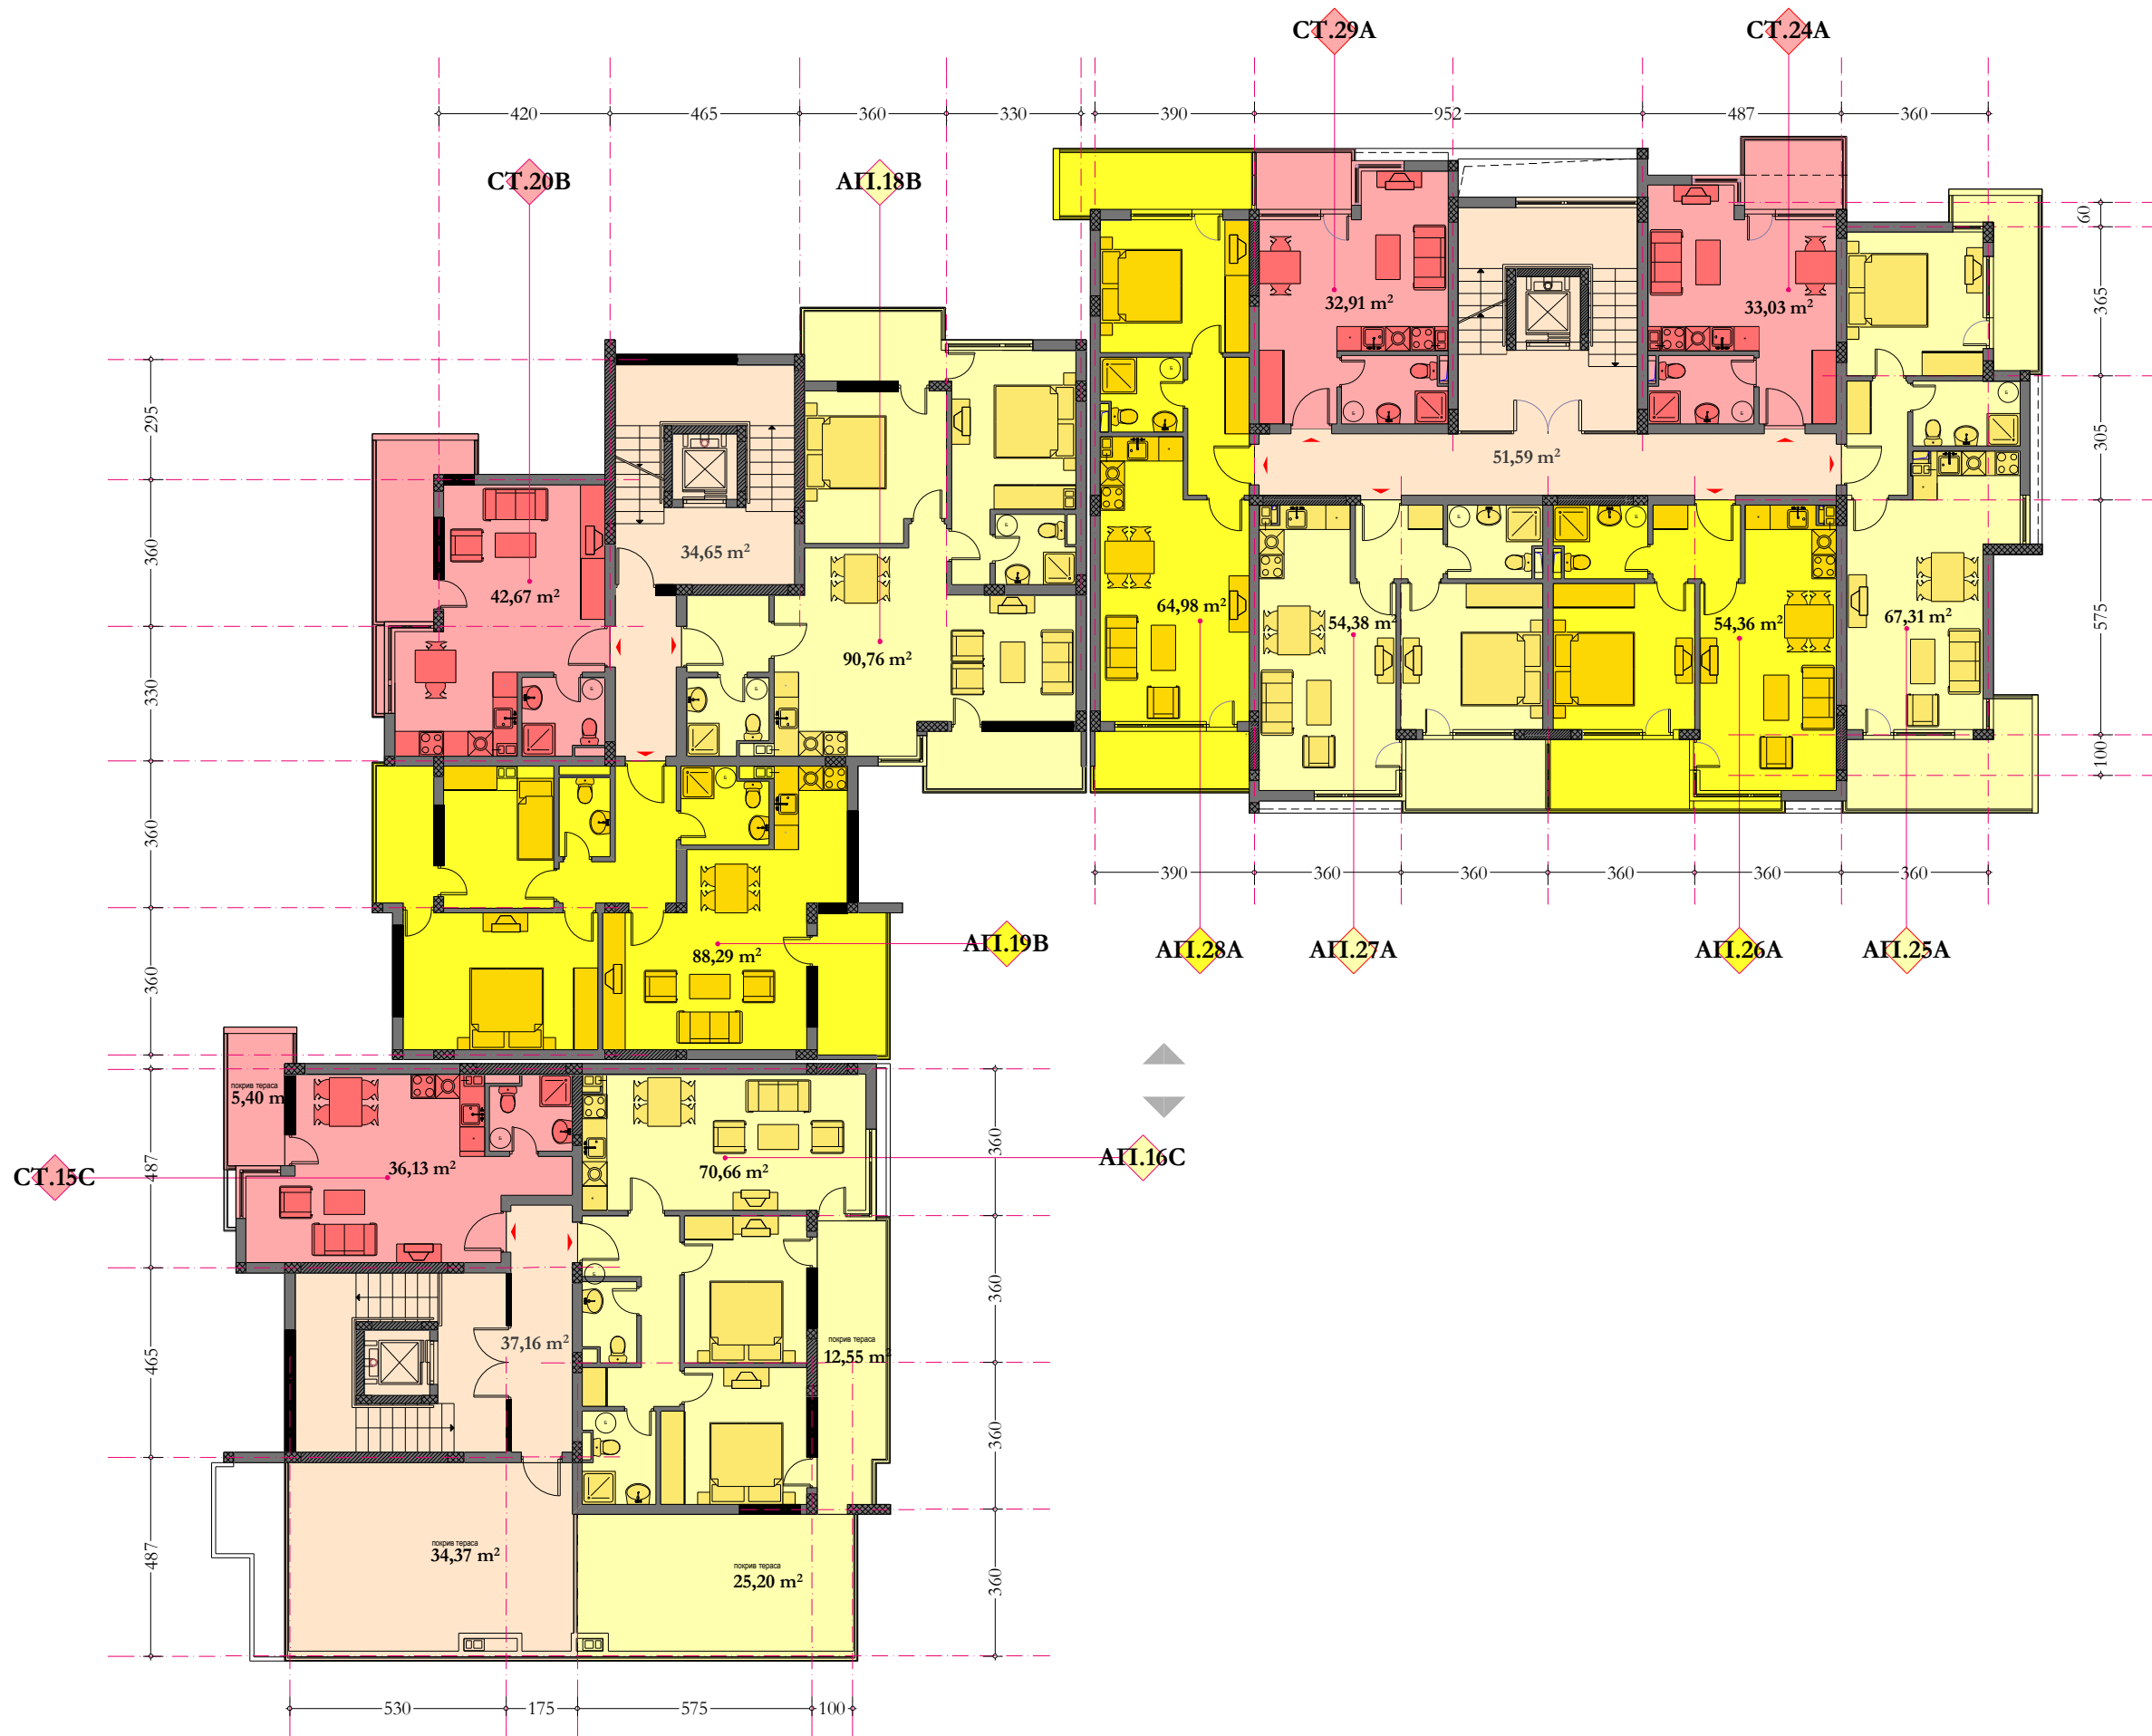 СТ.29А
СТ.24А
420
465
360
330
390
952
487
360
СТ.20В
АП.18В
60
365
305
575
100
32,91 m²
33,03 m²
51,59 m²
295
360
330
360
360
34,65 m²
42,67 m²
90,76 m²
64,98 m²
54,38 m²
54,36 m²
67,31 m²
390
360
360
360
360
360
АП.19В
88,29 m²
АП.28А
АП.27А
АП.26А
АП.25А
покрив тераса
5,40 m
36,13 m²
СТ.15С
70,66 m²
АП.16С
487
465
487
360
360
360
360
37,16 m²
покрив тераса
12,55 m²
покрив тераса
34,37 m²
покрив тераса
25,20 m²
530
175
575
100